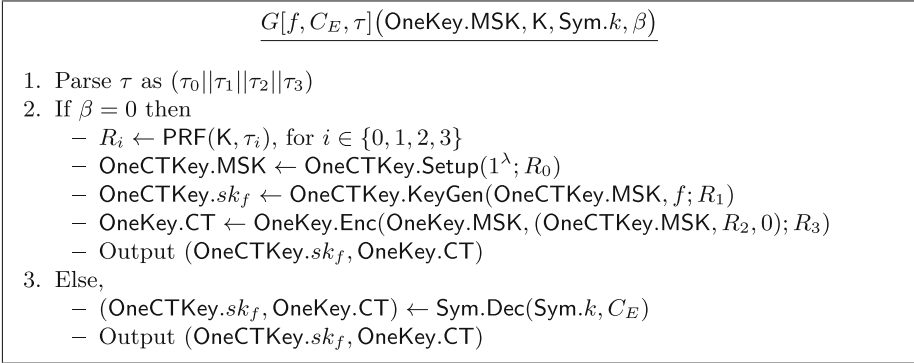 G[f, C_E, τ](OneKey.MSK, K, Sym.k, β)
1. Parse τ as (τ_0||τ_1||τ_2||τ_3)
2. If β = 0 then
– R_i ← PRF(K, τ_i), for i ∈ {0, 1, 2, 3}
– OneCTKey.MSK ← OneCTKey.Setup(1^λ; R_0)
– OneCTKey.sk_f ← OneCTKey.KeyGen(OneCTKey.MSK, f; R_1)
– OneKey.CT ← OneKey.Enc(OneKey.MSK, (OneCTKey.MSK, R_2, 0); R_3)
– Output (OneCTKey.sk_f, OneKey.CT)
3. Else,
– (OneCTKey.sk_f, OneKey.CT) ← Sym.Dec(Sym.k, C_E)
– Output (OneCTKey.sk_f, OneKey.CT)